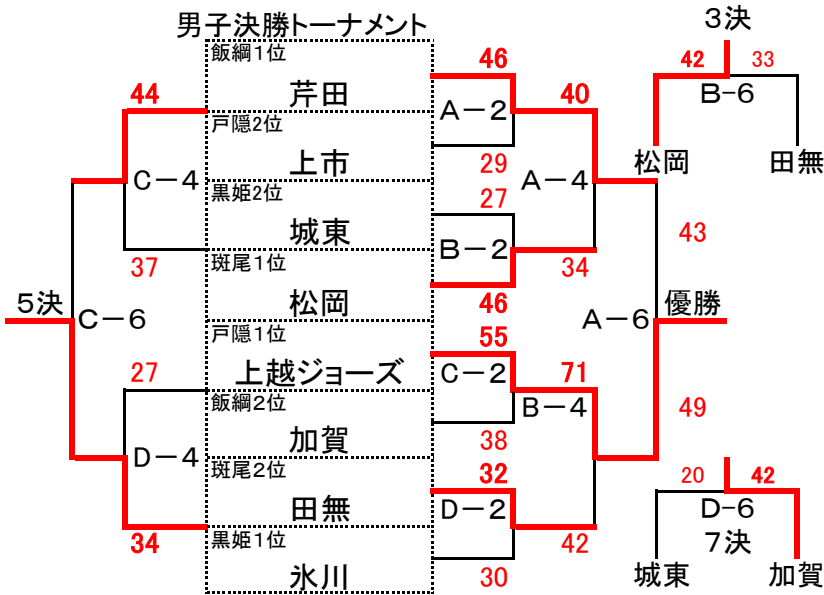 男子決勝トーナメント
３決
飯綱１位
芹田
戸隠2位
上市
黒姫2位
城東
斑尾1位
松岡
戸隠１位
上越ジョーズ
飯綱２位
加賀
斑尾２位
田無
黒姫１位
氷川
44
C－4
37
5決
C－6
27
D－4
34
46
A－2
29
27
B－2
46
55
C－2
38
32
D－2
30
40
A－4
34
71
B－4
42
43
A－6
優勝
49
42
33
B-6
松岡
田無
20
42
D-6
7決
城東
加賀